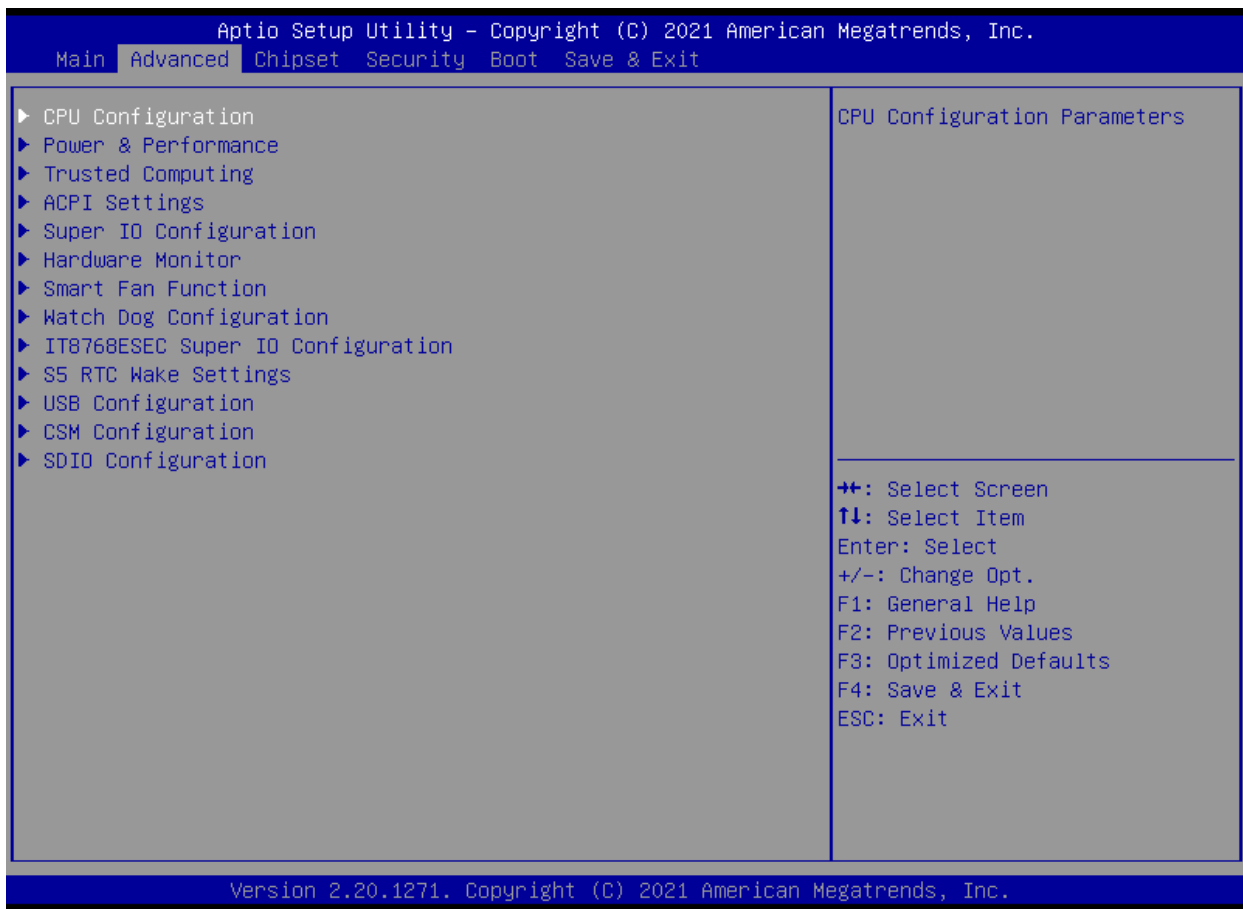 Aptio Setup Utility – Copyright (C) 2021 American Megatrends, Inc.
Main Advanced Chipset Security Boot Save & Exit
▶ CPU Configuration
▶ Power & Performance
▶ Trusted Computing
▶ ACPI Settings
▶ Super IO Configuration
▶ Hardware Monitor
▶ Smart Fan Function
▶ Watch Dog Configuration
▶ IT8768ESEC Super IO Configuration
▶ S5 RTC Wake Settings
▶ USB Configuration
▶ CSM Configuration
▶ SDIO Configuration
CPU Configuration Parameters
→←: Select Screen
↑↓: Select Item
Enter: Select
+/-: Change Opt.
F1: General Help
F2: Previous Values
F3: Optimized Defaults
F4: Save & Exit
ESC: Exit
Version 2.20.1271. Copyright (C) 2021 American Megatrends, Inc.